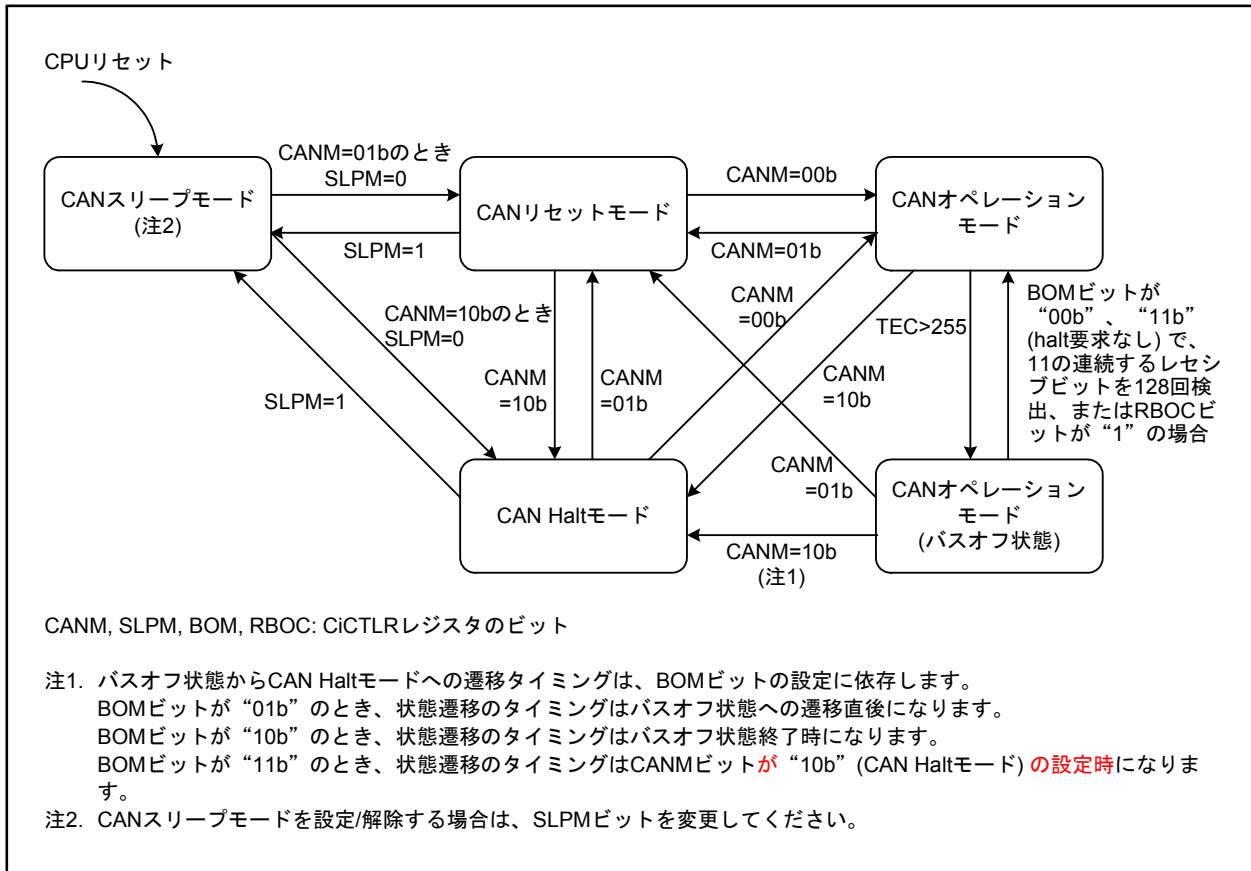 CPUリセット
CANスリープモード
(注2)
CANM=01bのとき
SLPM=0
SLPM=1
CANリセットモード
CANM=00b
CANM=01b
CANオペレーション
モード
CANM=10bのとき
SLPM=0
SLPM=1
CANM
=10b
CANM
=01b
CANM
=00b
CANM
=10b
TEC>255
BOMビットが
“00b”、“11b”
(halt要求なし) で、
11の連続するレセシ
ブビットを128回検
出、またはRBOCビ
ットが“1”の場合
CANM
=01b
CAN Haltモード
CANM=10b
(注1)
CANオペレーション
モード
(バスオフ状態)
CANM, SLPM, BOM, RBOC: CiCTLRレジスタのビット
注1. バスオフ状態からCAN Haltモードへの遷移タイミングは、BOMビットの設定に依存します。
BOMビットが“01b”のとき、状態遷移のタイミングはバスオフ状態への遷移直後になります。
BOMビットが“10b”のとき、状態遷移のタイミングはバスオフ状態終了時になります。
BOMビットが“11b”のとき、状態遷移のタイミングはCANMビットが“10b”(CAN Haltモード) の設定時になりま
す。
注2. CANスリープモードを設定/解除する場合は、SLPMビットを変更してください。